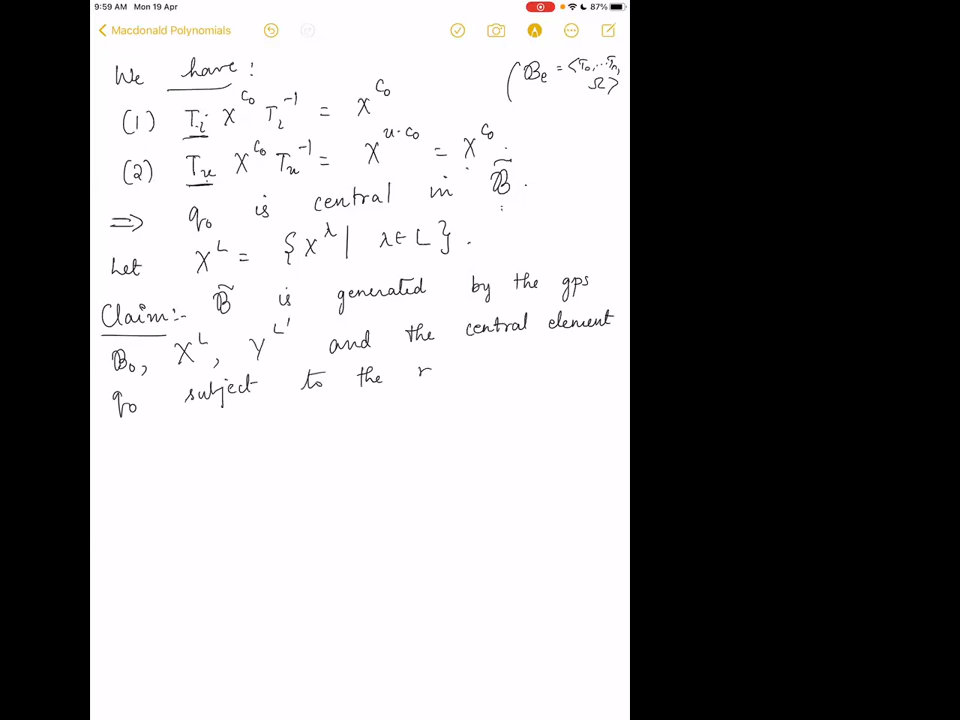 9:59 AM Mon 19 Apr 87%
Macdonald Polynomials
We have : (𝔅e = <T0, ...Tn, Ω>)
(1) Ti X^{c0} Ti^{-1} = X^{c0}
(2) Tu X^{c0} Tu^{-1} = X^{u·c0} = X^{c0}.
⇒ q0 is central in 𝔅̃.
Let X^L = {X^λ | λ ∈ L}.
Claim:- 𝔅̃ is generated by the gps
𝔅0, X^L, Y^{L'} and the central element
q0 subject to the r